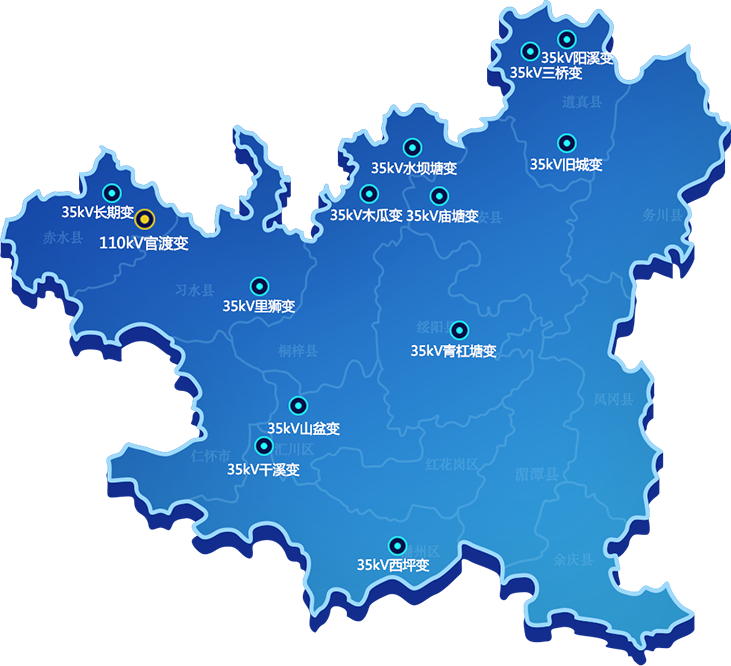 35kV阳溪变
35kV三桥变
道真县
35kV旧城变
35kV水坝塘变
35kV长期变
35kV木瓜变
35kV庙塘变
安县
务川县
赤水县
110kV官渡变
习水县
35kV里狮变
绥阳县
35kV青杠塘变
桐梓县
凤冈县
35kV山盆变
汇川区
仁怀市
35kV干溪变
红花岗区
湄潭县
州区
35kV西坪变
余庆县